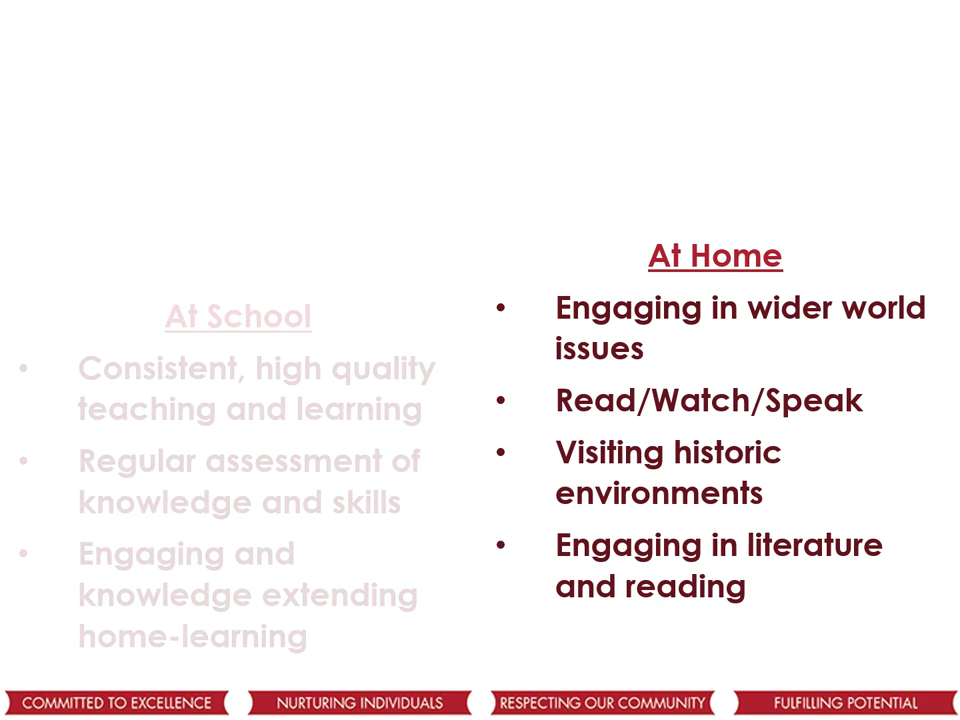 At School
• Consistent, high quality
teaching and learning
• Regular assessment of
knowledge and skills
• Engaging and
knowledge extending
home-learning
At Home
• Engaging in wider world
issues
• Read/Watch/Speak
• Visiting historic
environments
• Engaging in literature
and reading
COMMITTED TO EXCELLENCE
NURTURING INDIVIDUALS
RESPECTING OUR COMMUNITY
FULFILLING POTENTIAL